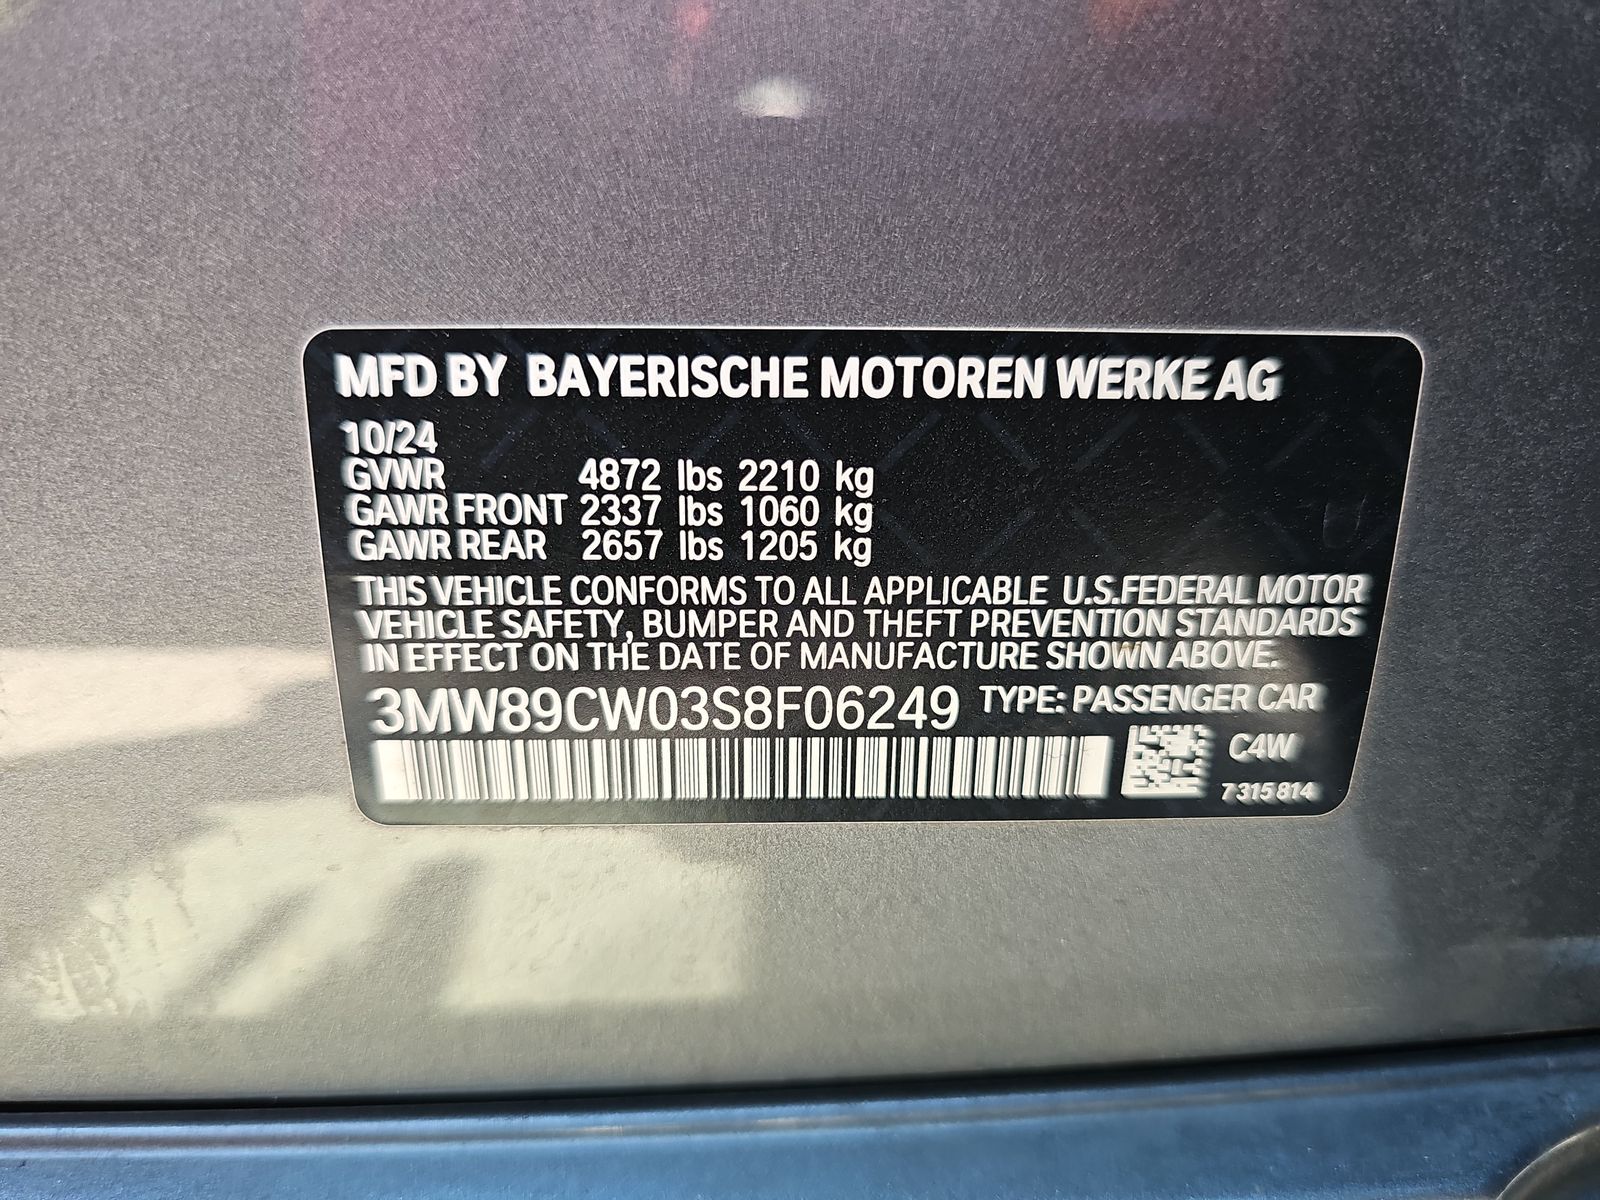 MFD BY BAYERISCHE MOTOREN WERKE AG
10/24
GVWR 4872 lbs 2210 kg
GAWR FRONT 2337 lbs 1060 kg
GAWR REAR 2657 lbs 1205 kg
THIS VEHICLE CONFORMS TO ALL APPLICABLE U.S.FEDERAL MOTOR
VEHICLE SAFETY, BUMPER AND THEFT PREVENTION STANDARDS
IN EFFECT ON THE DATE OF MANUFACTURE SHOWN ABOVE.
3MW89CW03S8F06249 TYPE: PASSENGER CAR
C4W
7 315 814